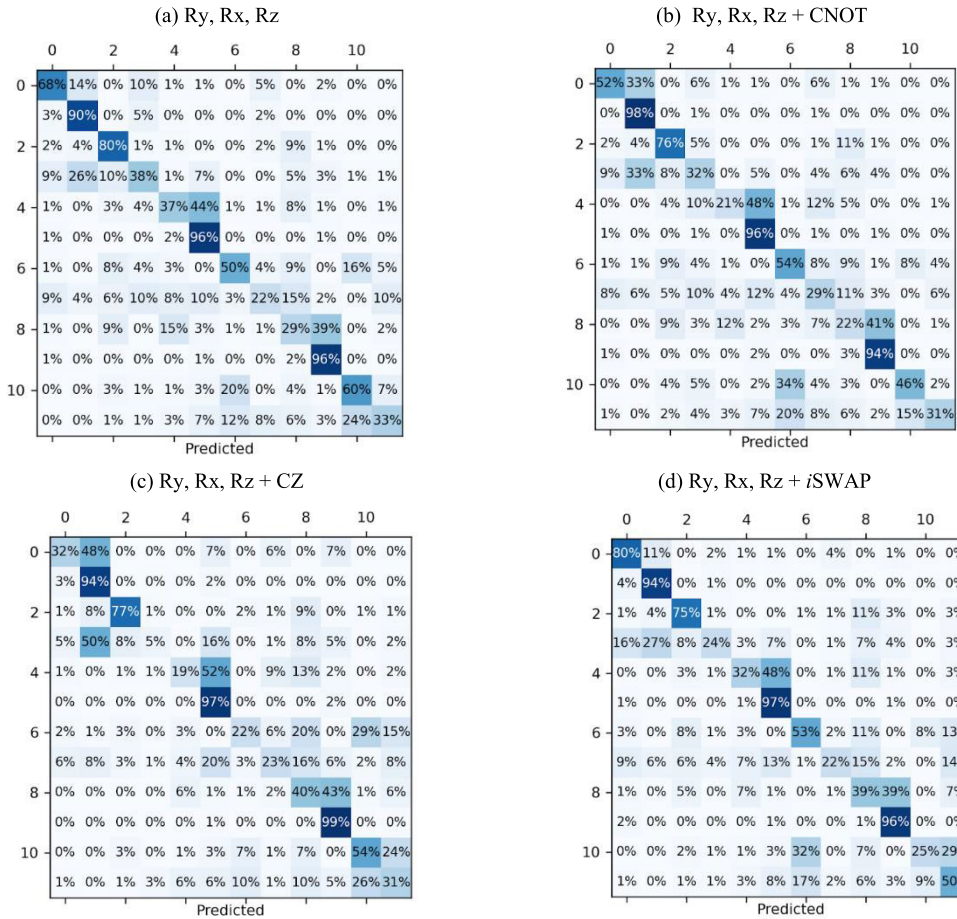 (a) Ry, Rx, Rz
0 2 4 6 8 10
0 68% 14% 0% 10% 1% 1% 0% 5% 0% 2% 0% 0%
3% 90% 0% 5% 0% 0% 0% 2% 0% 0% 0% 0%
2 2% 4% 80% 1% 1% 0% 0% 2% 9% 1% 0% 0%
9% 26% 10% 38% 1% 7% 0% 0% 5% 3% 1% 1%
4 1% 0% 3% 4% 37% 44% 1% 1% 8% 1% 0% 1%
1% 0% 0% 0% 2% 96% 0% 0% 0% 1% 0% 0%
6 1% 0% 8% 4% 3% 0% 50% 4% 9% 0% 16% 5%
9% 4% 6% 10% 8% 10% 3% 22% 15% 2% 0% 10%
8 1% 0% 9% 0% 15% 3% 1% 1% 29% 39% 0% 2%
1% 0% 0% 0% 0% 1% 0% 0% 2% 96% 0% 0%
10 0% 0% 3% 1% 1% 3% 20% 0% 4% 1% 60% 7%
0% 0% 1% 1% 3% 7% 12% 8% 6% 3% 24% 33%
Predicted
(b) Ry, Rx, Rz + CNOT
0 2 4 6 8 10
0 52% 33% 0% 6% 1% 1% 0% 6% 1% 1% 0% 0%
0% 98% 0% 1% 0% 0% 0% 1% 0% 0% 0% 0%
2 2% 4% 76% 5% 0% 0% 0% 1% 11% 1% 0% 0%
9% 33% 8% 32% 0% 5% 0% 4% 6% 4% 0% 0%
4 0% 0% 4% 10% 21% 48% 1% 12% 5% 0% 0% 1%
1% 0% 0% 1% 0% 96% 0% 1% 0% 1% 0% 0%
6 1% 1% 9% 4% 1% 0% 54% 8% 9% 1% 8% 4%
8% 6% 5% 10% 4% 12% 4% 29% 11% 3% 0% 6%
8 0% 0% 9% 3% 12% 2% 3% 7% 22% 41% 0% 1%
1% 0% 0% 0% 0% 2% 0% 0% 3% 94% 0% 0%
10 0% 0% 4% 5% 0% 2% 34% 4% 3% 0% 46% 2%
1% 0% 2% 4% 3% 7% 20% 8% 6% 2% 15% 31%
Predicted
(c) Ry, Rx, Rz + CZ
0 2 4 6 8 10
0 32% 48% 0% 0% 0% 7% 0% 6% 0% 7% 0% 0%
3% 94% 0% 0% 0% 2% 0% 0% 0% 0% 0% 0%
2 1% 8% 77% 1% 0% 0% 2% 1% 9% 0% 1% 1%
5% 50% 8% 5% 0% 16% 0% 1% 8% 5% 0% 2%
4 1% 0% 1% 1% 19% 52% 0% 9% 13% 2% 0% 2%
0% 0% 0% 0% 0% 97% 0% 0% 0% 2% 0% 0%
6 2% 1% 3% 0% 3% 0% 22% 6% 20% 0% 29% 15%
6% 8% 3% 1% 4% 20% 3% 23% 16% 6% 2% 8%
8 0% 0% 0% 0% 6% 1% 1% 2% 40% 43% 1% 6%
0% 0% 0% 0% 0% 1% 0% 0% 0% 99% 0% 0%
10 0% 0% 3% 0% 1% 3% 7% 1% 7% 0% 54% 24%
1% 0% 1% 3% 6% 6% 10% 1% 10% 5% 26% 31%
Predicted
(d) Ry, Rx, Rz + iSWAP
0 2 4 6 8 10
0 80% 11% 0% 2% 1% 1% 0% 4% 0% 1% 0% 0%
4% 94% 0% 1% 0% 0% 0% 0% 0% 0% 0% 0%
2 1% 4% 75% 1% 0% 0% 1% 1% 11% 3% 0% 3%
16% 27% 8% 24% 3% 7% 0% 1% 7% 4% 0% 3%
4 0% 0% 3% 1% 32% 48% 0% 1% 11% 1% 0% 3%
1% 0% 0% 0% 1% 97% 0% 0% 0% 1% 0% 0%
6 3% 0% 8% 1% 3% 0% 53% 2% 11% 0% 8% 13%
9% 6% 6% 4% 7% 13% 1% 22% 15% 2% 0% 14
8 1% 0% 5% 0% 7% 1% 0% 1% 39% 39% 0% 7%
2% 0% 0% 0% 0% 1% 0% 0% 1% 96% 0% 0%
10 0% 0% 2% 1% 1% 3% 32% 0% 7% 0% 25% 29
1% 0% 1% 1% 3% 8% 17% 2% 6% 3% 9% 50
Predicted